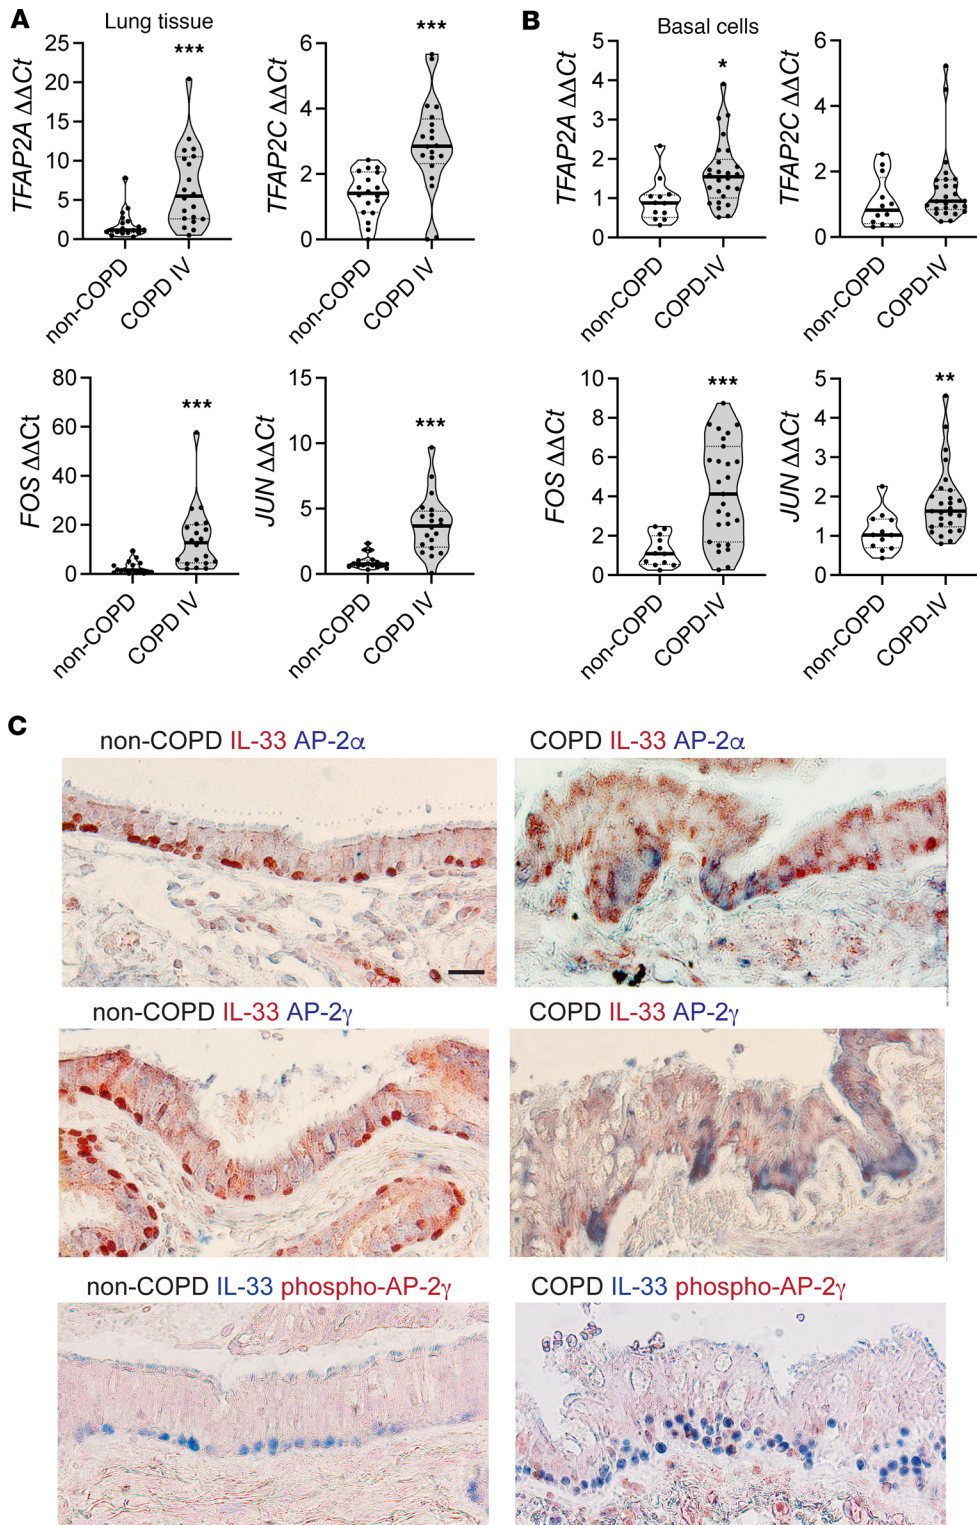 A
Lung tissue
TFAP2A ΔΔCt
25
20
15
10
5
0
***
non-COPD
COPD IV
TFAP2C ΔΔCt
6
4
2
0
***
non-COPD
COPD IV
FOS ΔΔCt
80
60
40
20
0
***
non-COPD
COPD IV
JUN ΔΔCt
15
10
5
0
***
non-COPD
COPD IV
B
Basal cells
TFAP2A ΔΔCt
5
4
3
2
1
0
*
non-COPD
COPD-IV
TFAP2C ΔΔCt
6
4
2
0
non-COPD
COPD-IV
FOS ΔΔCt
10
8
6
4
2
0
***
non-COPD
COPD-IV
JUN ΔΔCt
5
4
3
2
1
0
**
non-COPD
COPD-IV
C
non-COPD IL-33 AP-2α
COPD IL-33 AP-2α
non-COPD IL-33 AP-2γ
COPD IL-33 AP-2γ
non-COPD IL-33 phospho-AP-2γ
COPD IL-33 phospho-AP-2γ